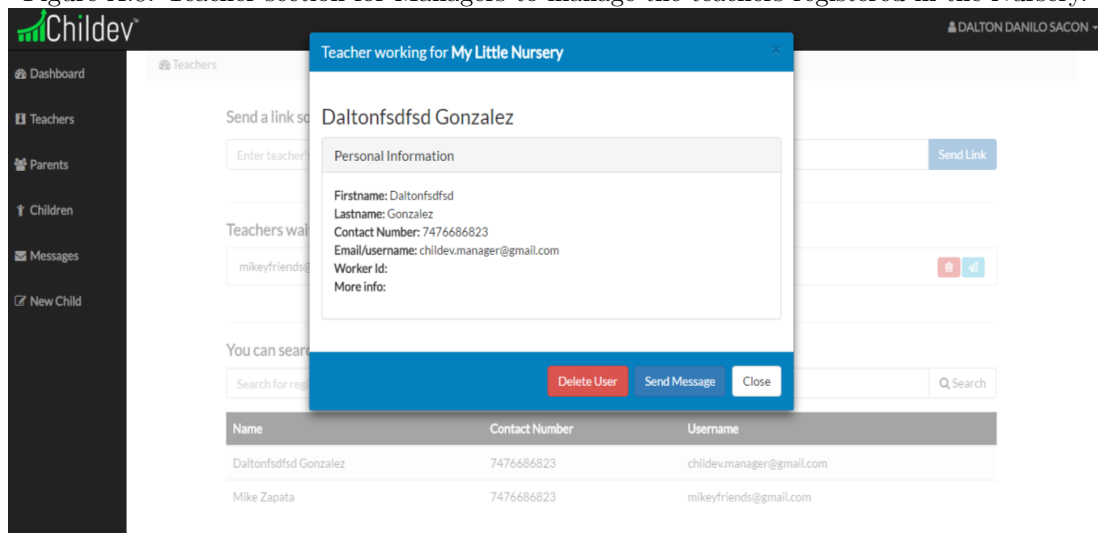 Figure A.6: Teacher section for Managers to manage the teachers registered in the Nursery.
Childev™
DALTON DANILO SACON
Dashboard
Teachers
Parents
Children
Messages
New Child
Teachers
Send a link so
Enter teacher's
Send Link
Teachers wai
mikeyfriends@
You can sear
Search for regi
Search
Name Contact Number Username
Daltonfsdfsd Gonzalez 7476686823 childev.manager@gmail.com
Mike Zapata 7476686823 mikeyfriends@gmail.com
Teacher working for My Little Nursery ×
Daltonfsdfsd Gonzalez
Personal Information
Firstname: Daltonfsdfsd
Lastname: Gonzalez
Contact Number: 7476686823
Email/username: childev.manager@gmail.com
Worker Id:
More info:
Delete User Send Message Close